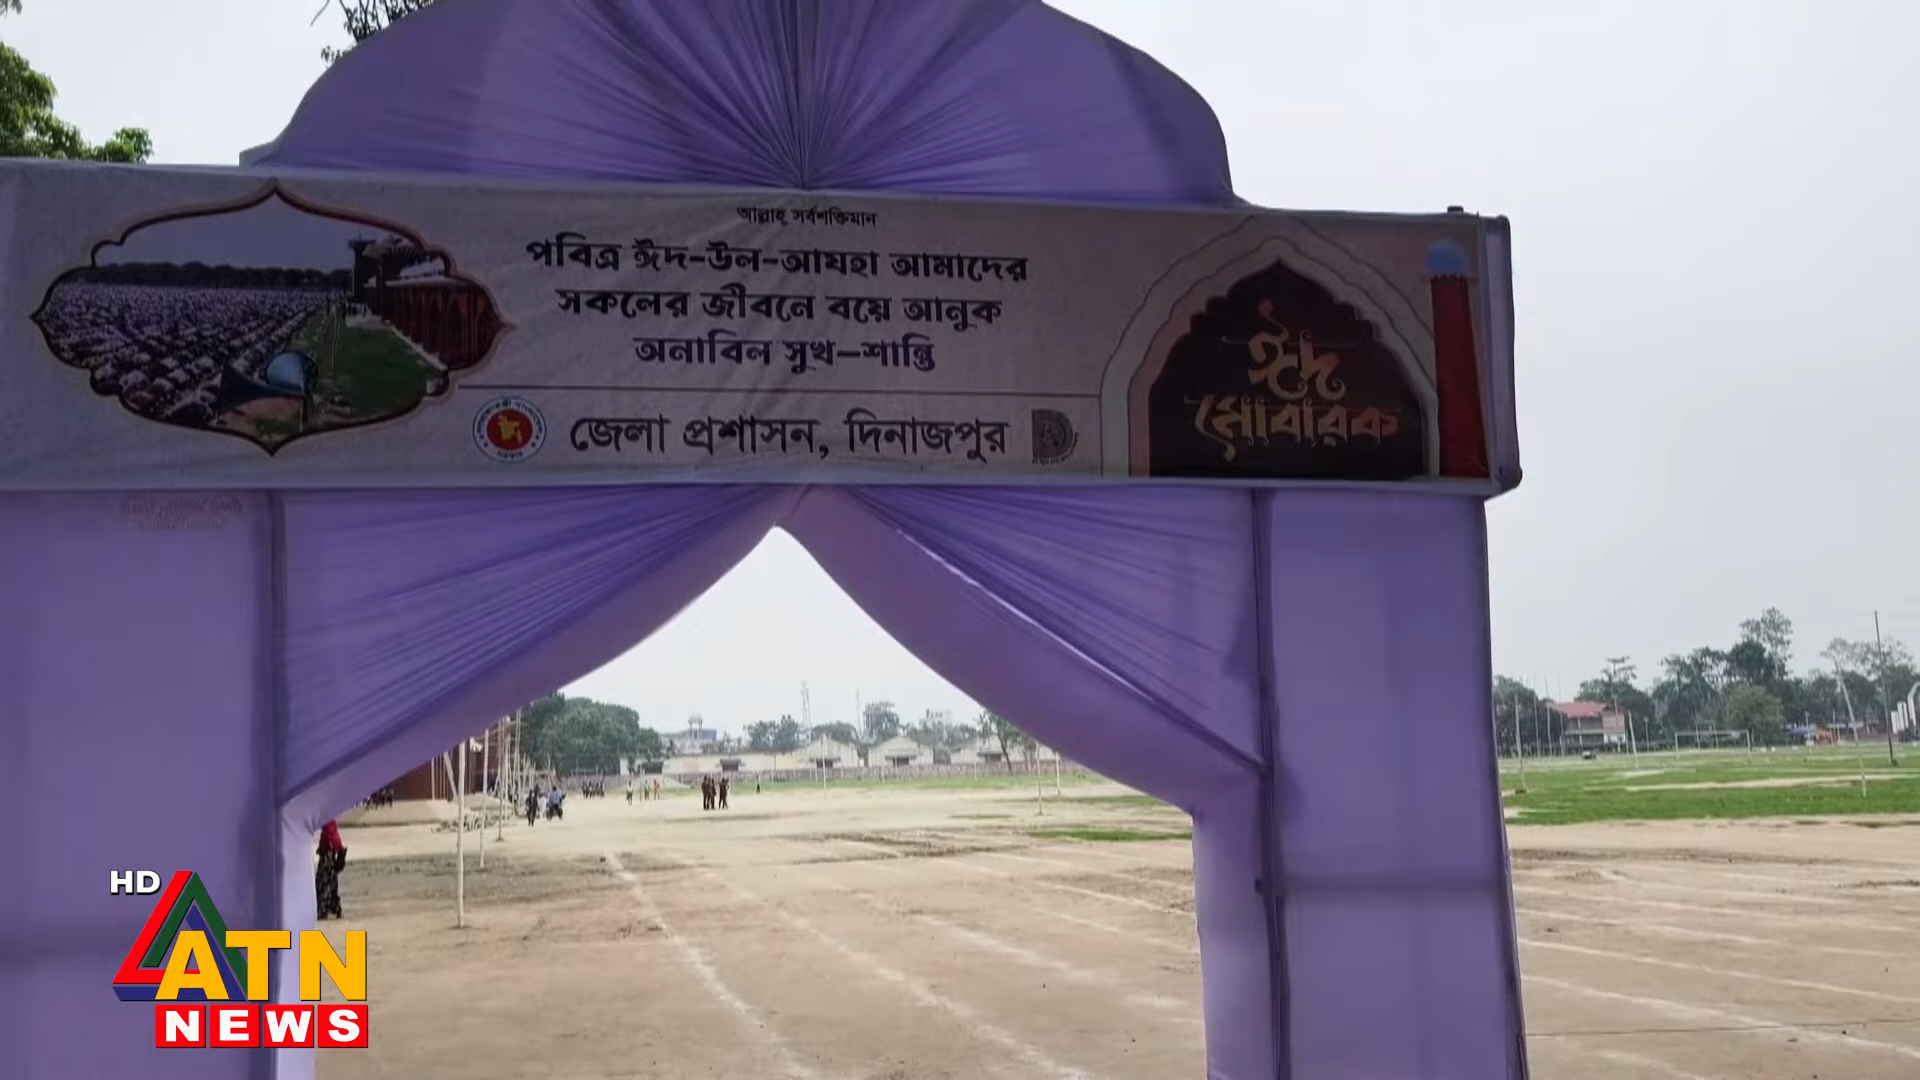 আল্লাহ্ সর্বশক্তিমান
পবিত্র ঈদ-উল-আযহা আমাদের
সকলের জীবনে বয়ে আনুক
অনাবিল সুখ-শান্তি
জেলা প্রশাসন, দিনাজপুর
ঈদ
মোবারক
HD
ATN
NEWS